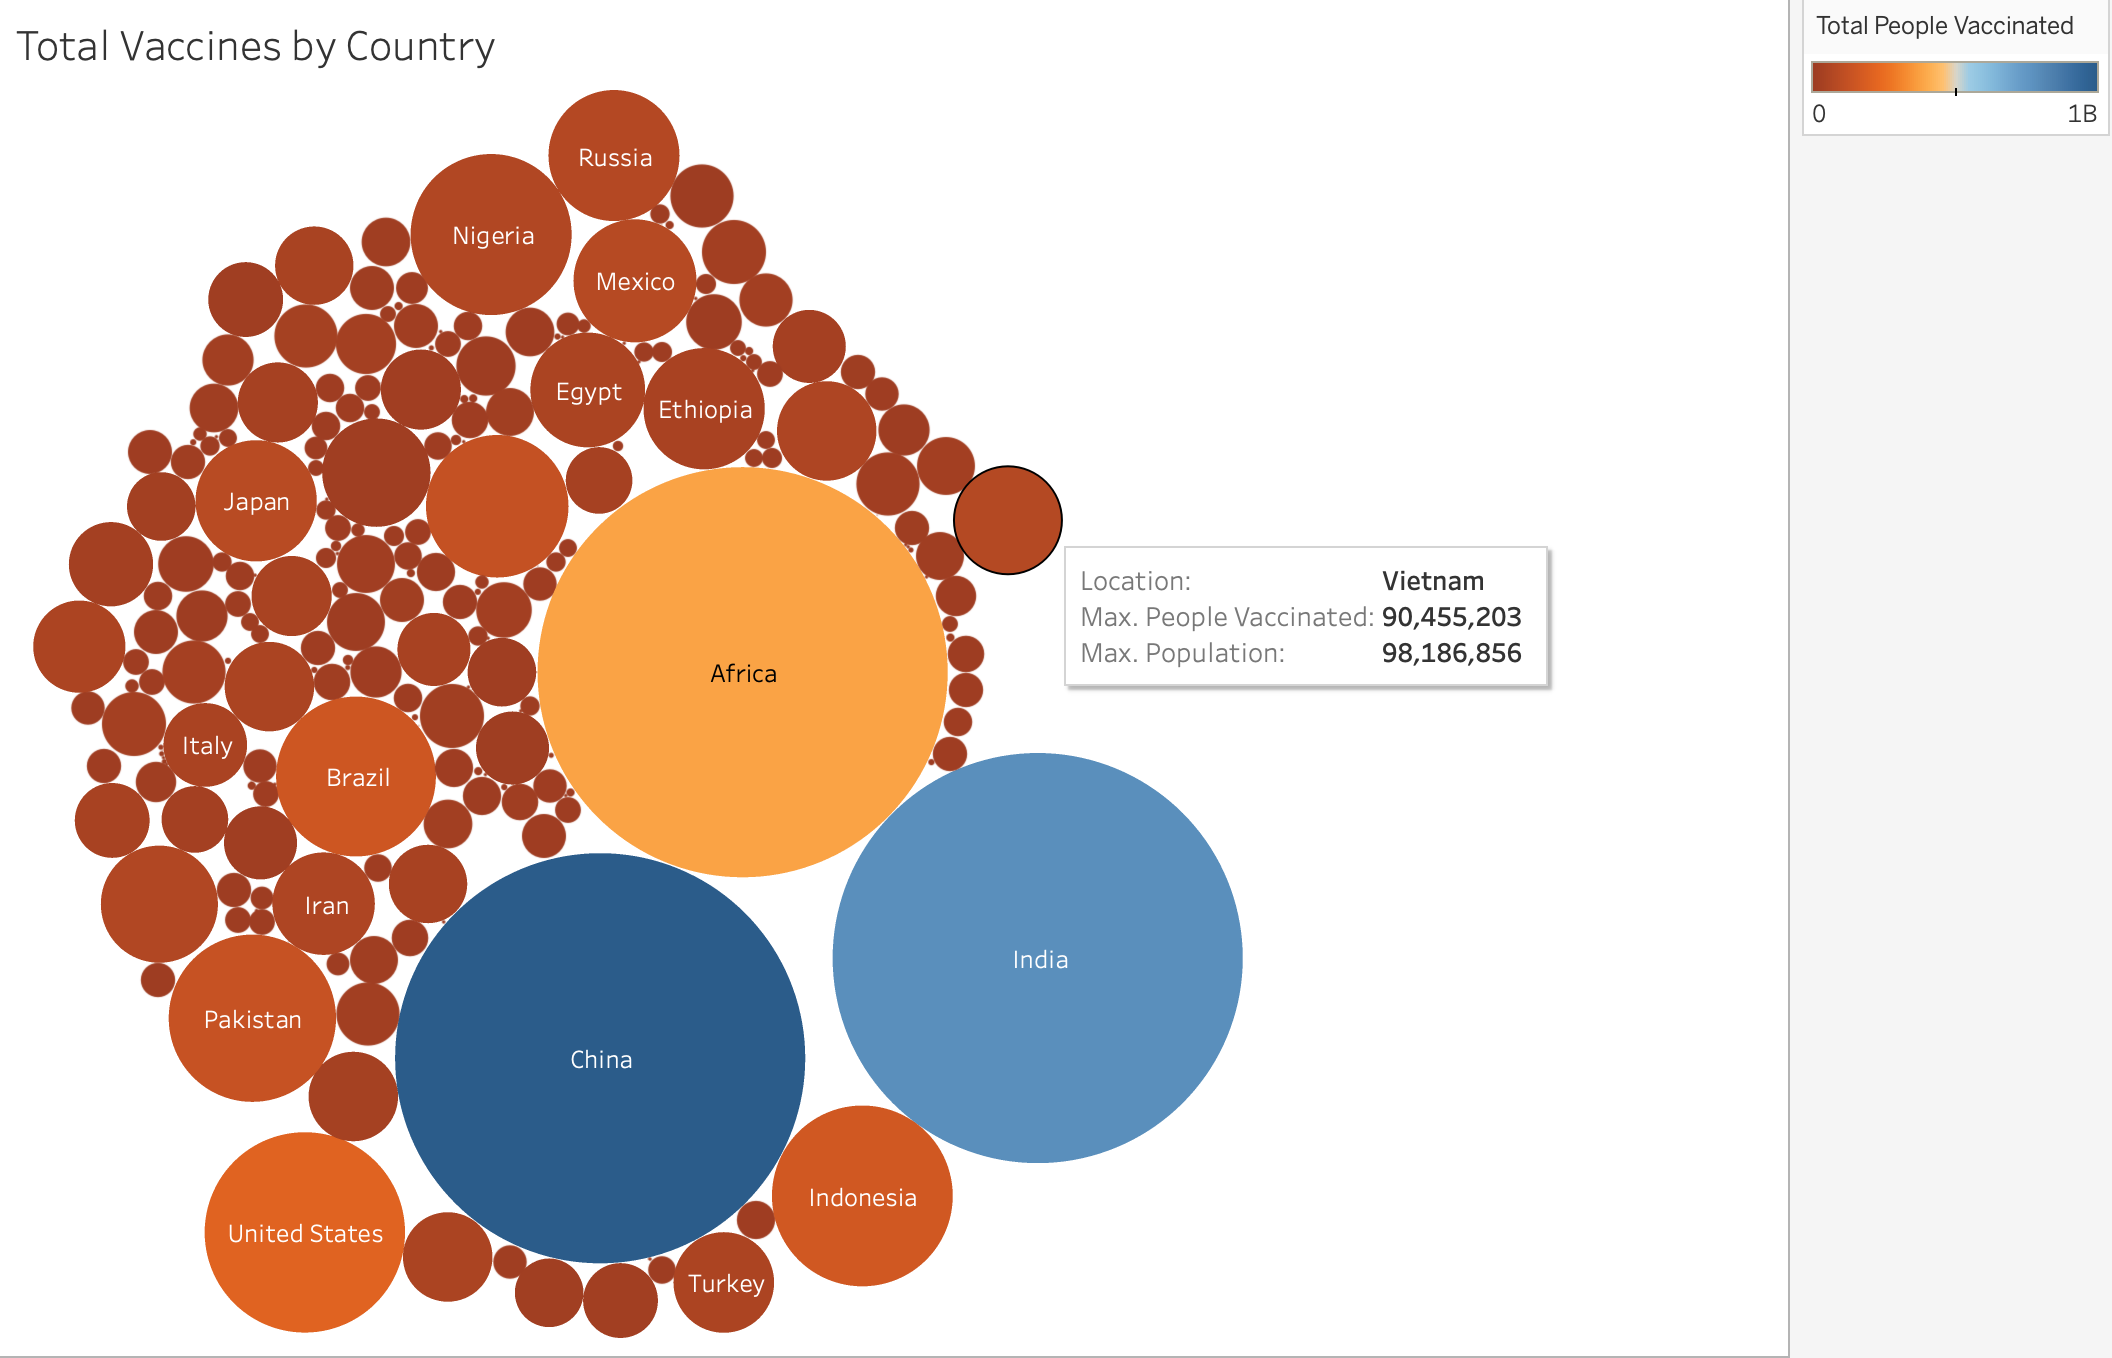 Total Vaccines by Country
Total People Vaccinated
0 1B
Russia
Nigeria
Mexico
Egypt
Ethiopia
Japan
Location: Vietnam
Max. People Vaccinated: 90,455,203
Max. Population: 98,186,856
Africa
Italy
Brazil
Iran
India
Pakistan
China
Indonesia
United States
Turkey